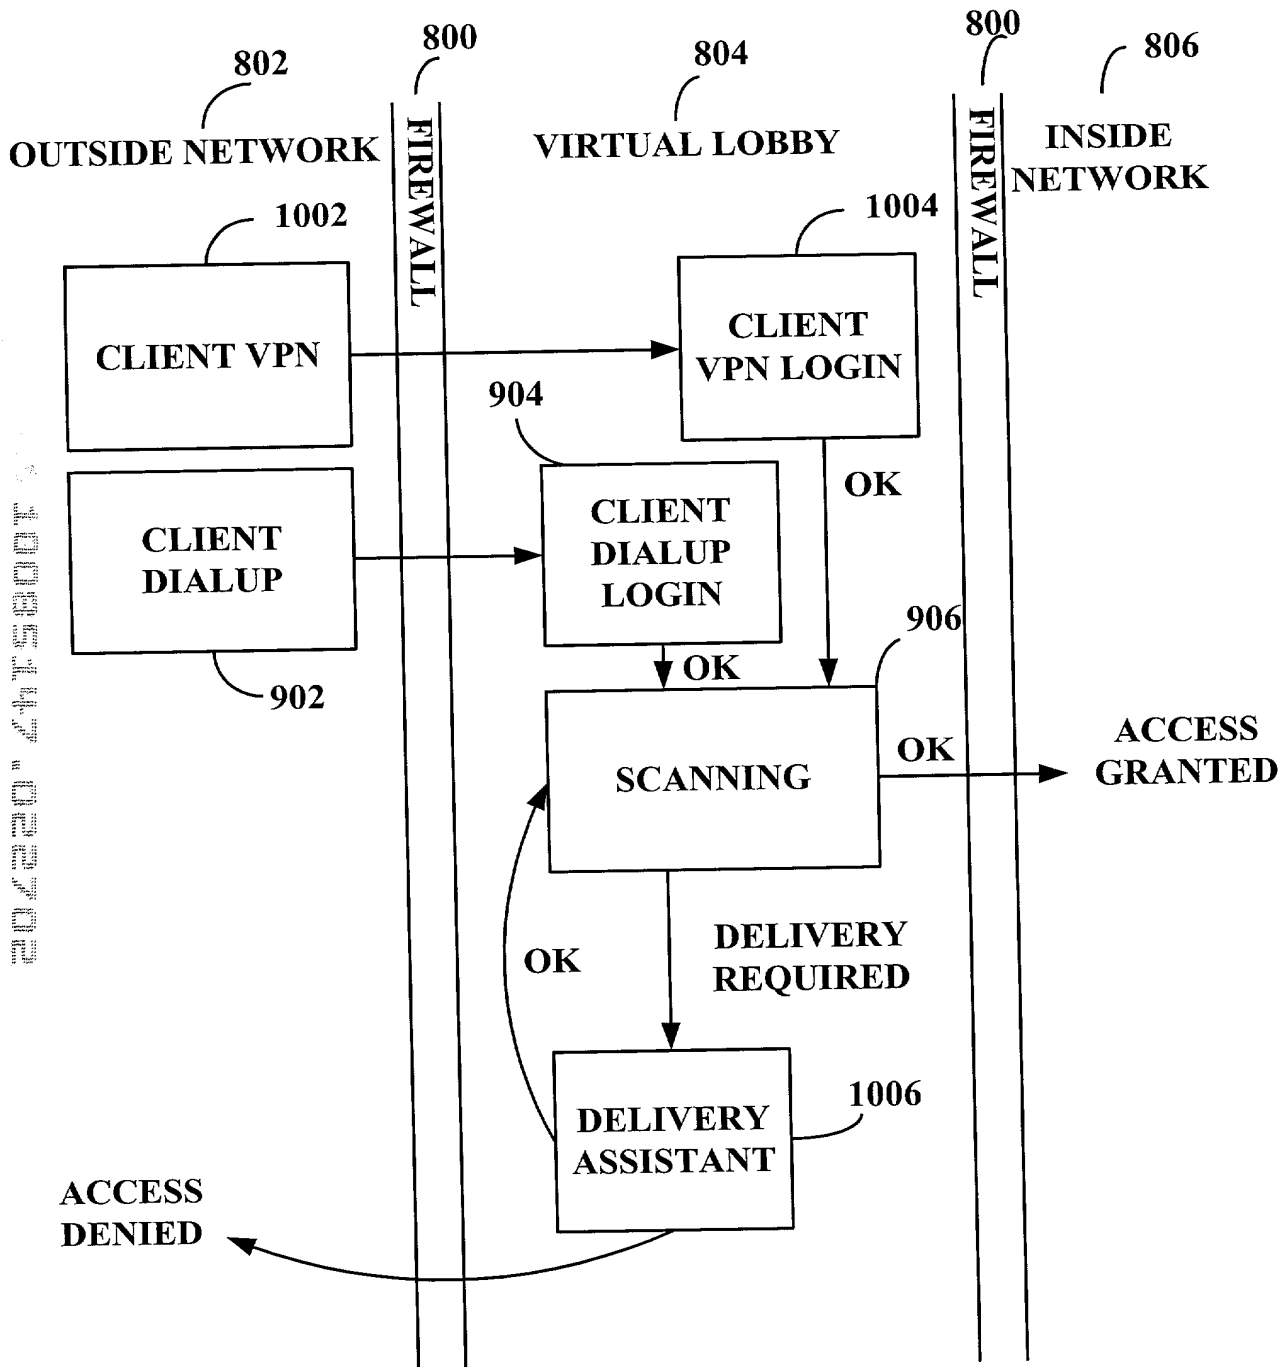 800
800
802
804
806
OUTSIDE NETWORK
FIREWALL
VIRTUAL LOBBY
FIREWALL
INSIDE
NETWORK
1002
1004
CLIENT VPN
CLIENT
VPN LOGIN
904
OK
CLIENT
DIALUP
CLIENT
DIALUP
LOGIN
906
902
OK
SCANNING
OK
ACCESS
GRANTED
DELIVERY
REQUIRED
OK
1006
DELIVERY
ASSISTANT
ACCESS
DENIED
10085147.022702